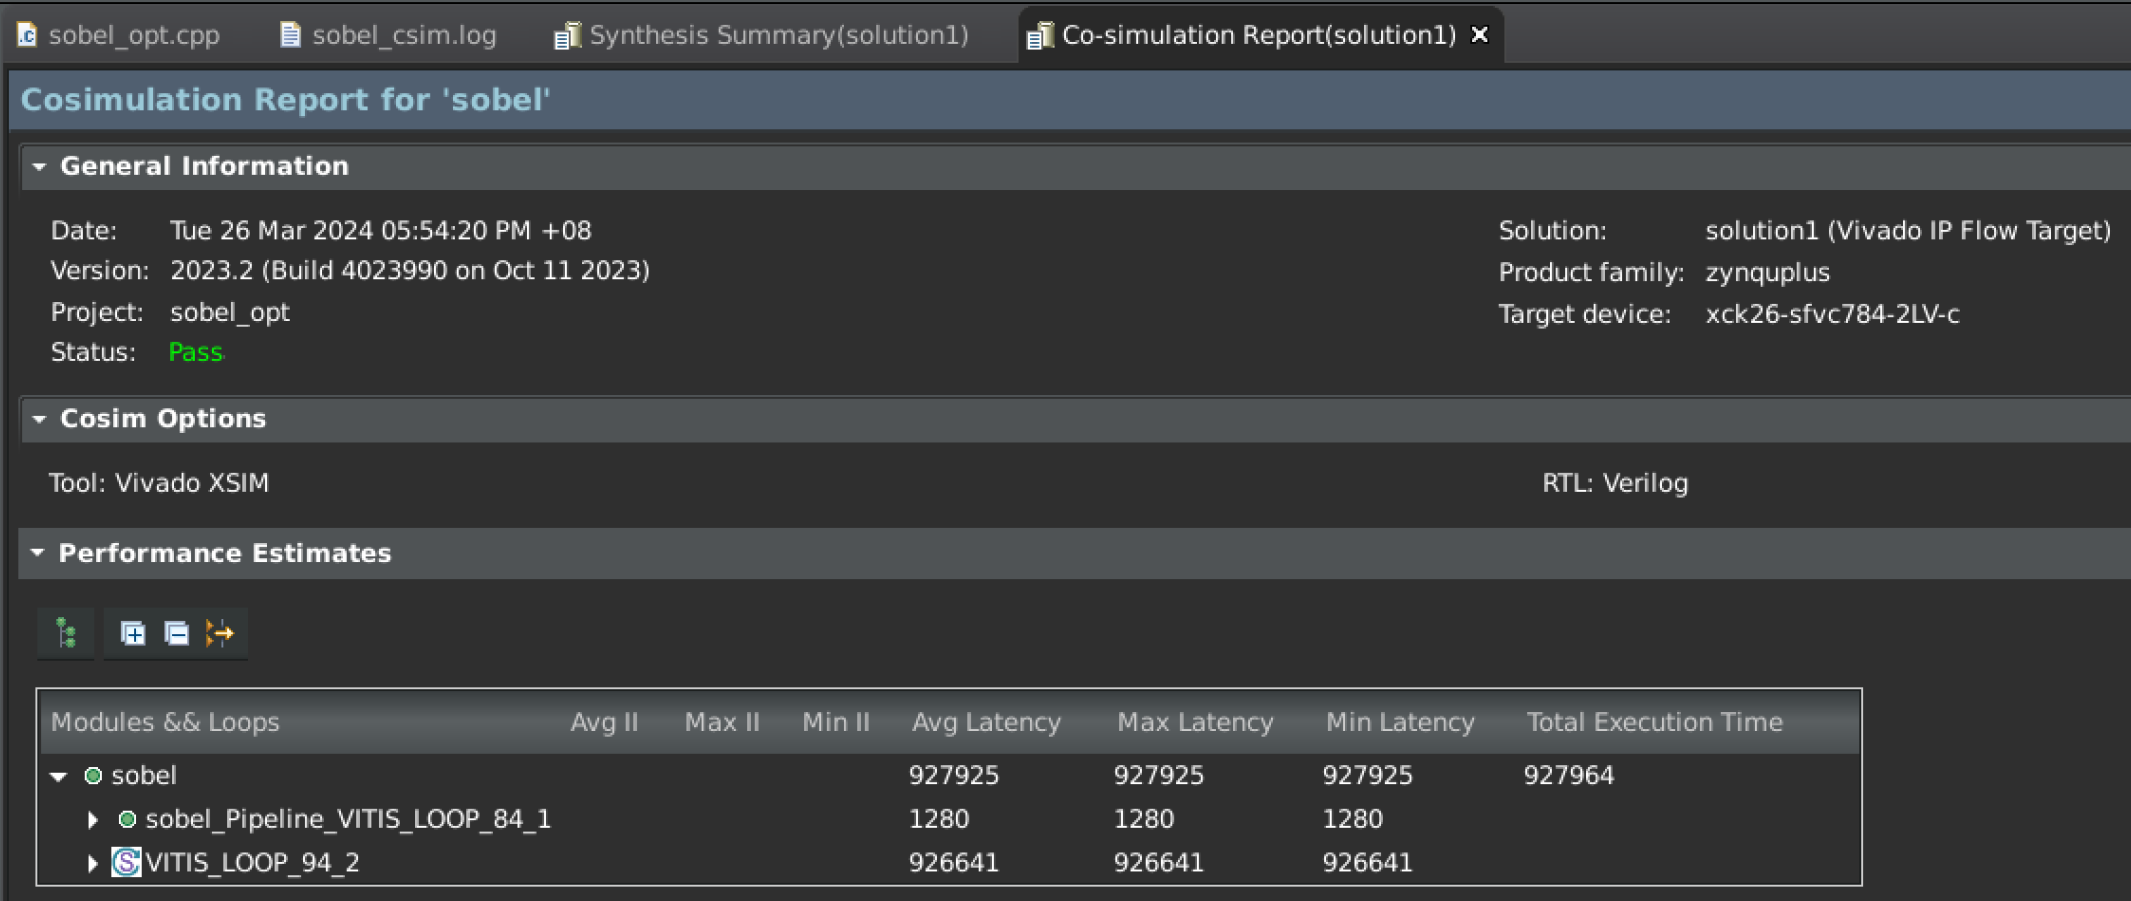 sobel_opt.cpp sobel_csim.log Synthesis Summary(solution1) Co-simulation Report(solution1)
Cosimulation Report for 'sobel'
General Information
Date: Tue 26 Mar 2024 05:54:20 PM +08 Solution: solution1 (Vivado IP Flow Target)
Version: 2023.2 (Build 4023990 on Oct 11 2023) Product family: zynquplus
Project: sobel_opt Target device: xck26-sfvc784-2LV-c
Status: Pass
Cosim Options
Tool: Vivado XSIM RTL: Verilog
Performance Estimates
Modules && Loops Avg II Max II Min II Avg Latency Max Latency Min Latency Total Execution Time
sobel 927925 927925 927925 927964
sobel_Pipeline_VITIS_LOOP_84_1 1280 1280 1280
VITIS_LOOP_94_2 926641 926641 926641